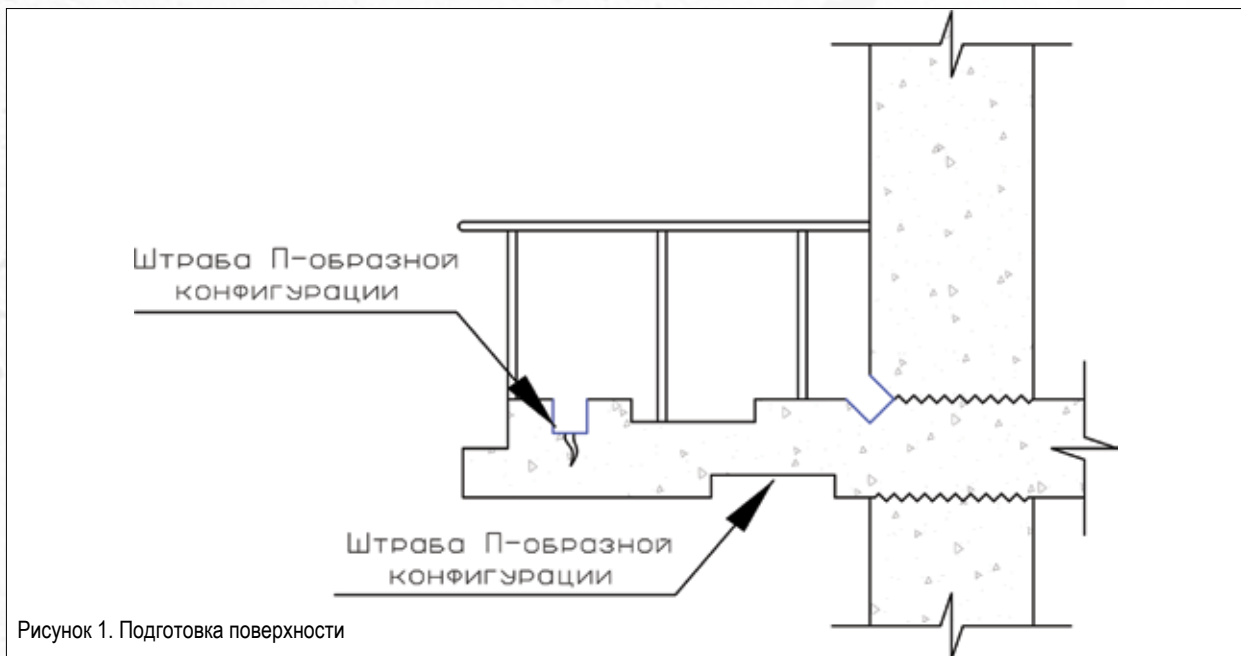 Штраба П-образной
конфигурации
Штраба П-образной
конфигурации
Рисунок 1. Подготовка поверхности